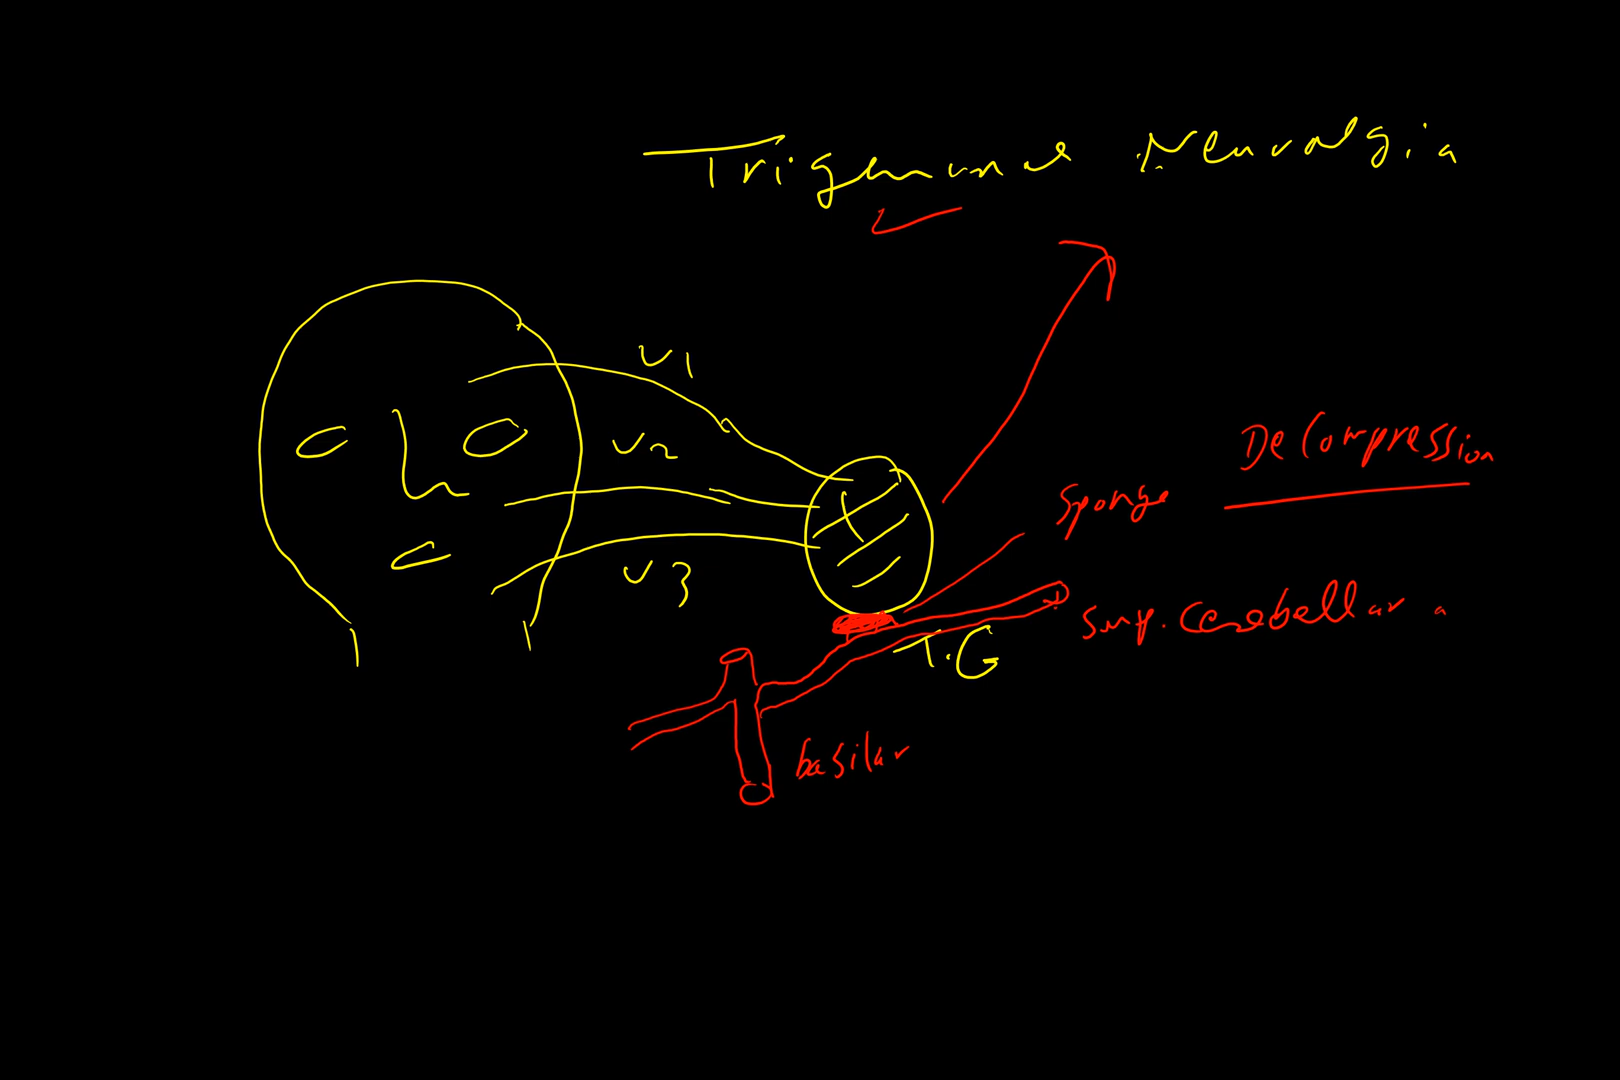 Trigeminal Neuralgia
V1
V2
V3
Decompression
Sponge
Sup. Cerebellar a
T.G
basilar